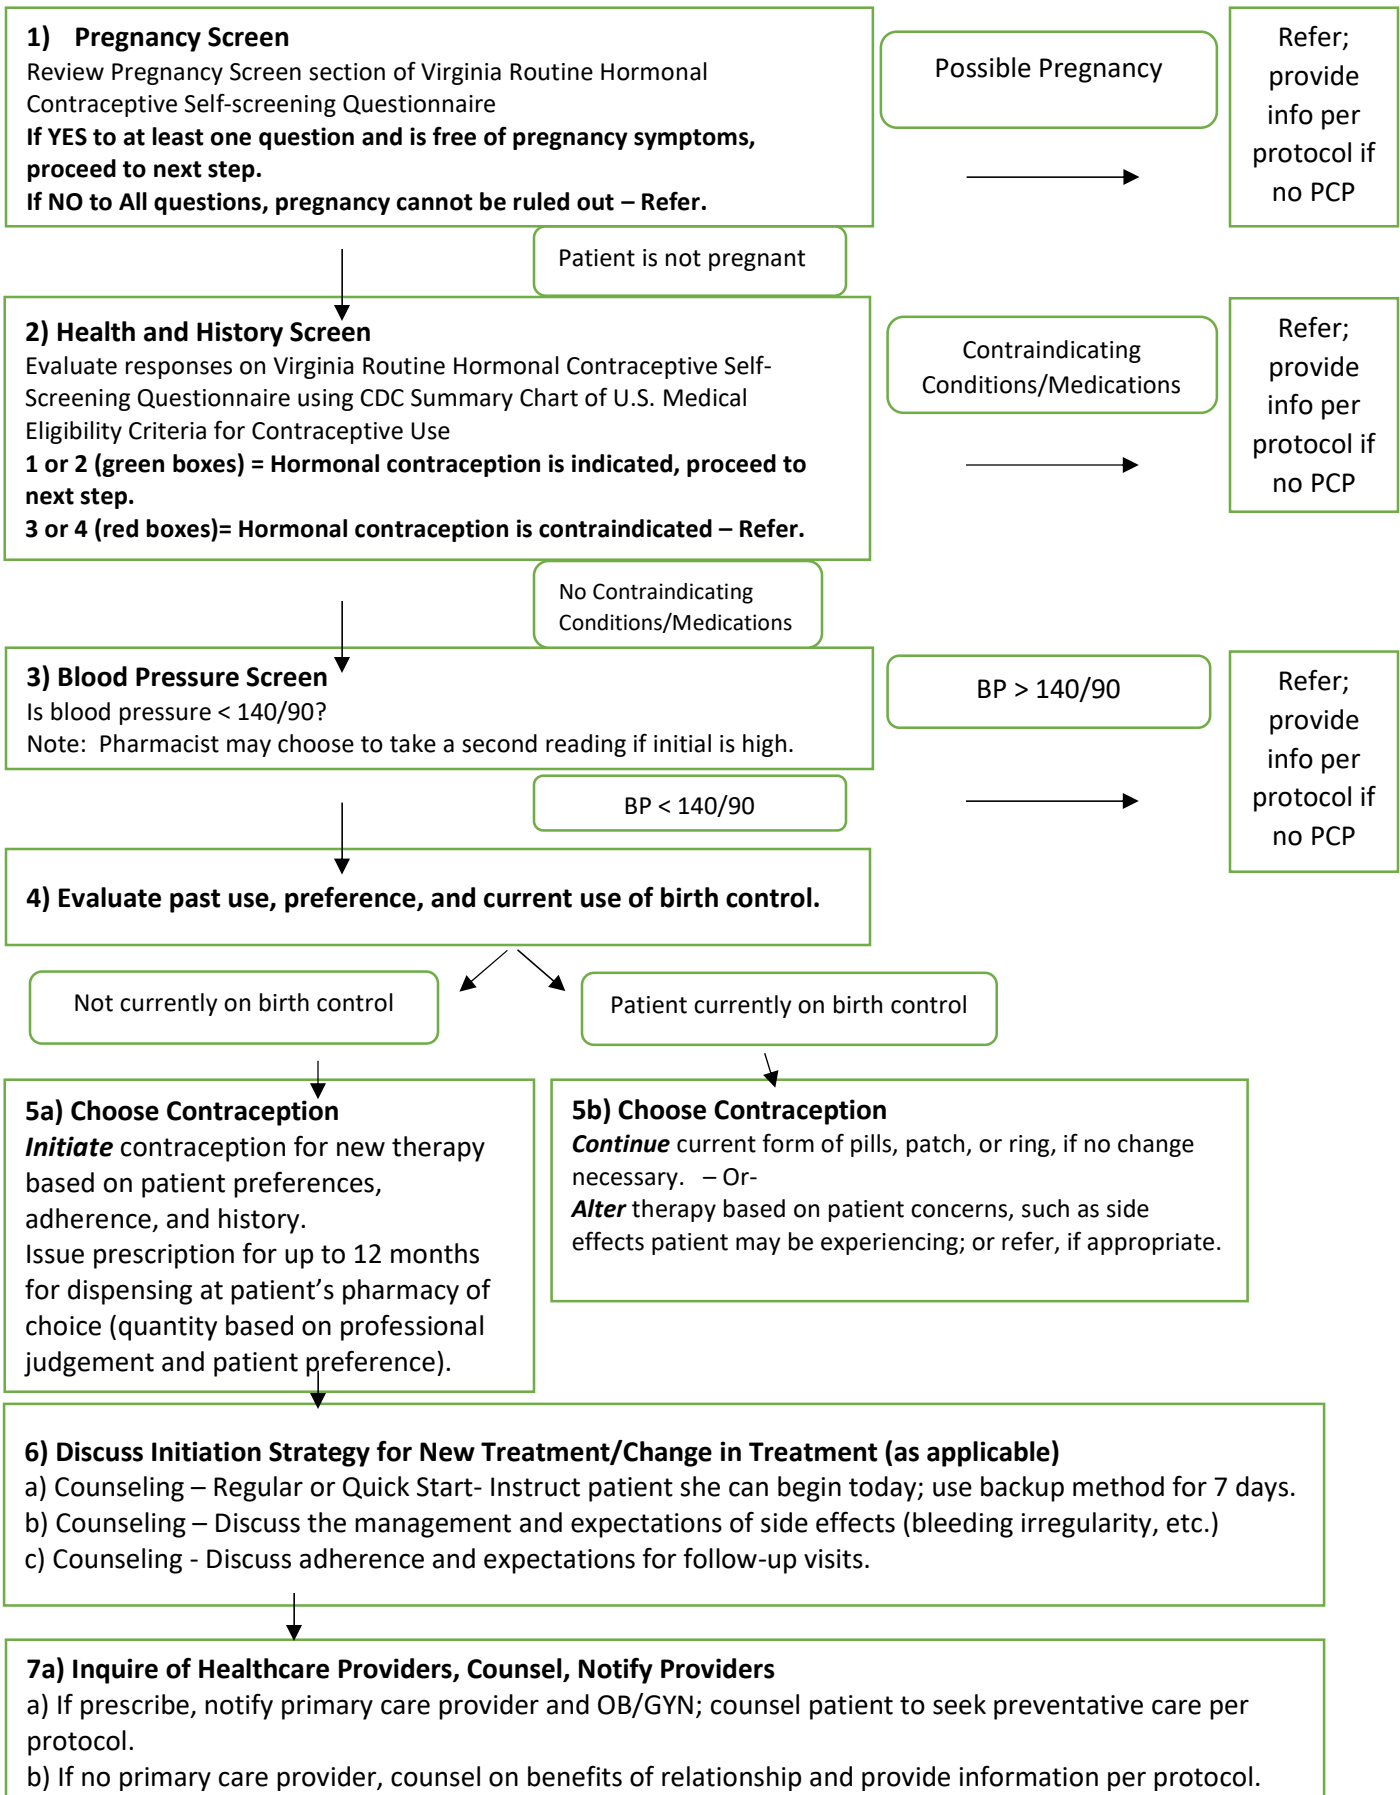 1) Pregnancy Screen
Review Pregnancy Screen section of Virginia Routine Hormonal
Contraceptive Self-screening Questionnaire
If YES to at least one question and is free of pregnancy symptoms,
proceed to next step.
If NO to All questions, pregnancy cannot be ruled out – Refer.
Possible Pregnancy
Refer;
provide
info per
protocol if
no PCP
Patient is not pregnant
2) Health and History Screen
Evaluate responses on Virginia Routine Hormonal Contraceptive Self-
Screening Questionnaire using CDC Summary Chart of U.S. Medical
Eligibility Criteria for Contraceptive Use
1 or 2 (green boxes) = Hormonal contraception is indicated, proceed to
next step.
3 or 4 (red boxes)= Hormonal contraception is contraindicated – Refer.
Contraindicating
Conditions/Medications
Refer;
provide
info per
protocol if
no PCP
No Contraindicating
Conditions/Medications
3) Blood Pressure Screen
Is blood pressure < 140/90?
Note: Pharmacist may choose to take a second reading if initial is high.
BP > 140/90
Refer;
provide
info per
protocol if
no PCP
BP < 140/90
4) Evaluate past use, preference, and current use of birth control.
Not currently on birth control
Patient currently on birth control
5a) Choose Contraception
Initiate contraception for new therapy
based on patient preferences,
adherence, and history.
Issue prescription for up to 12 months
for dispensing at patient's pharmacy of
choice (quantity based on professional
judgement and patient preference).
5b) Choose Contraception
Continue current form of pills, patch, or ring, if no change
necessary. – Or-
Alter therapy based on patient concerns, such as side
effects patient may be experiencing; or refer, if appropriate.
6) Discuss Initiation Strategy for New Treatment/Change in Treatment (as applicable)
a) Counseling – Regular or Quick Start- Instruct patient she can begin today; use backup method for 7 days.
b) Counseling – Discuss the management and expectations of side effects (bleeding irregularity, etc.)
c) Counseling - Discuss adherence and expectations for follow-up visits.
7a) Inquire of Healthcare Providers, Counsel, Notify Providers
a) If prescribe, notify primary care provider and OB/GYN; counsel patient to seek preventative care per
protocol.
b) If no primary care provider, counsel on benefits of relationship and provide information per protocol.